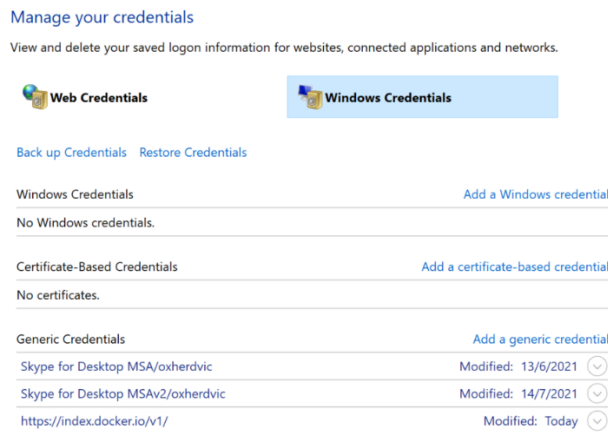 Manage your credentials
View and delete your saved logon information for websites, connected applications and networks.
Web Credentials Windows Credentials
Back up Credentials Restore Credentials
Windows Credentials Add a Windows credential
No Windows credentials.
Certificate-Based Credentials Add a certificate-based credential
No certificates.
Generic Credentials Add a generic credential
Skype for Desktop MSA/oxherdvic Modified: 13/6/2021
Skype for Desktop MSAv2/oxherdvic Modified: 14/7/2021
https://index.docker.io/v1/ Modified: Today